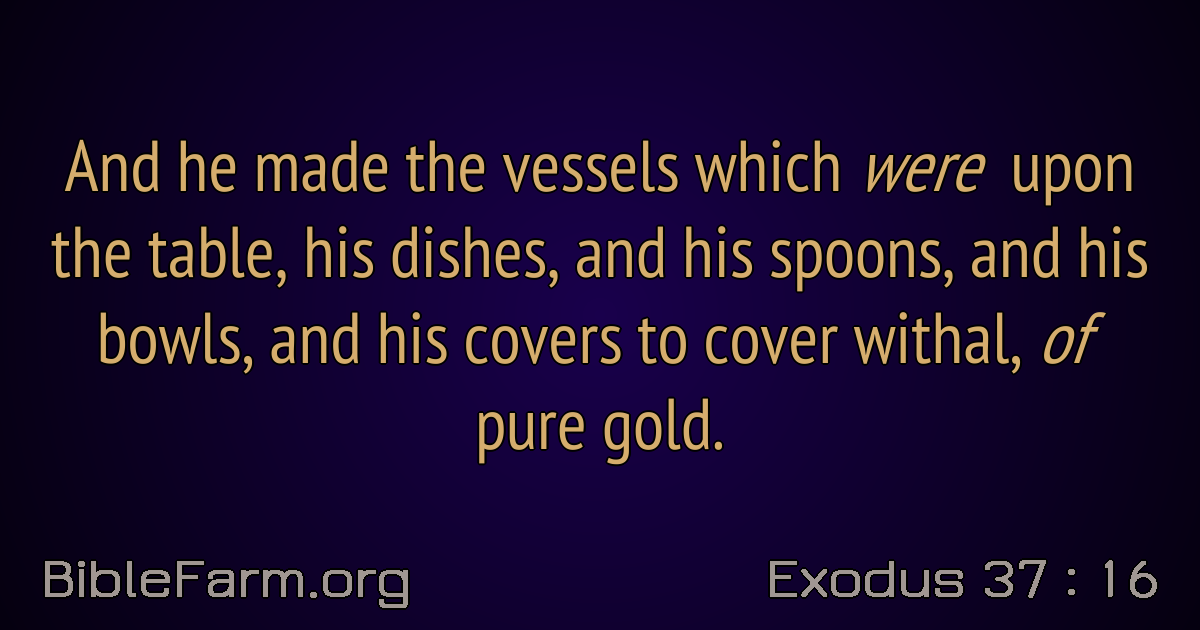 And he made the vessels which were upon
the table, his dishes, and his spoons, and his
bowls, and his covers to cover withal, of
pure gold.
BibleFarm.org
Exodus 37 : 16